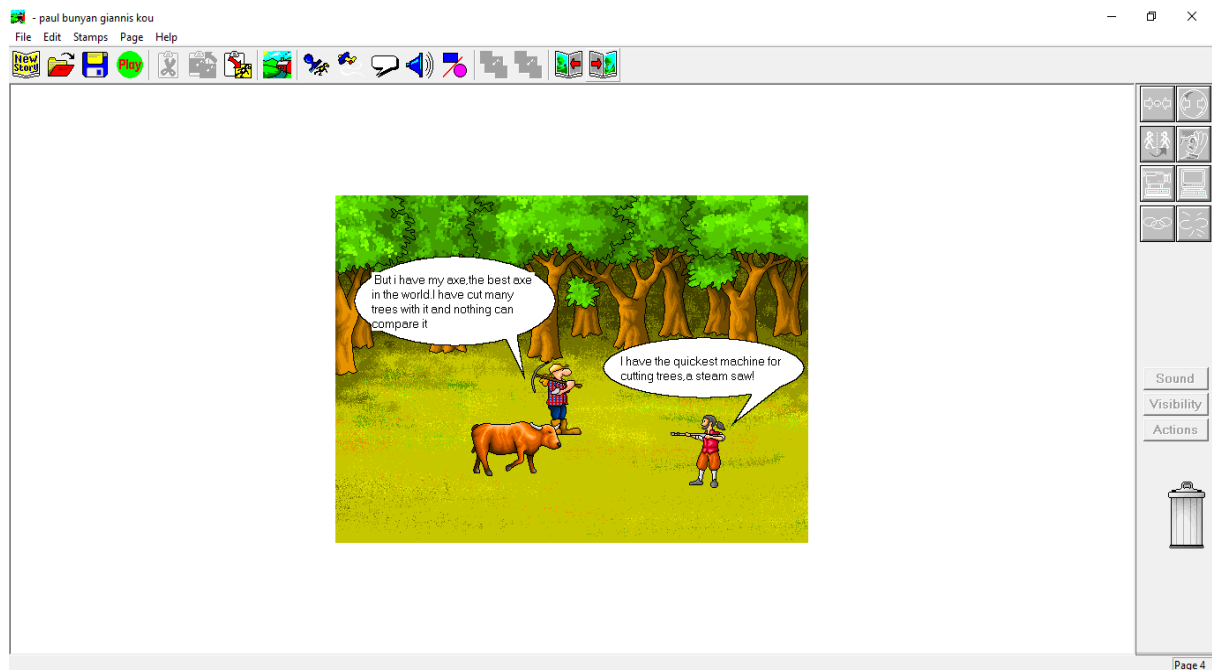 - paul bunyan giannis kou
File Edit Stamps Page Help
New Story
Play
But i have my axe,the best axe
in the world.I have cut many
trees with it and nothing can
compare it
I have the quickest machine for
cutting trees,a steam saw!
Sound
Visibility
Actions
Page 4